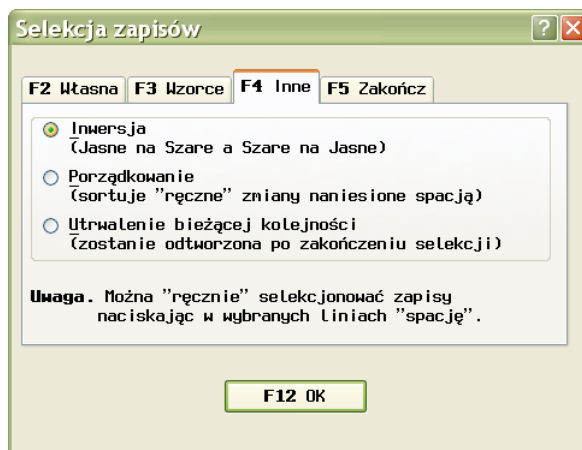 Selekcja zapisów
F2 Własna F3 Wzorce F4 Inne F5 Zakończ
Inwersja
(Jasne na Szare a Szare na Jasne)
Porządkowanie
(sortuje "ręczne" zmiany naniesione spacją)
Utrwalenie bieżącej kolejności
(zostanie odtworzona po zakończeniu selekcji)
Uwaga. Można "ręcznie" selekcjonować zapisy
naciskając w wybranych liniach "spację".
F12 OK